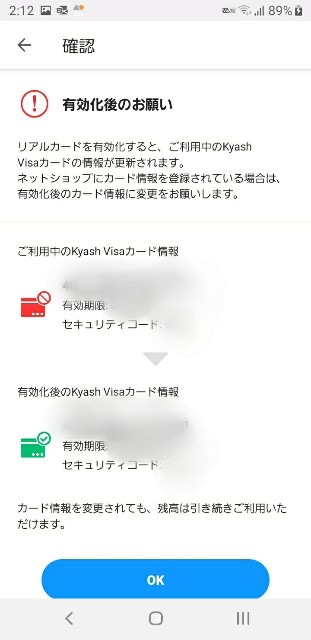 2:12
89%
確認
有効化後のお願い
リアルカードを有効化すると、ご利用中のKyash
Visaカードの情報が更新されます。
ネットショップにカード情報を登録されている場合は、
有効化後のカード情報に変更をお願いします。
ご利用中のKyash Visaカード情報
有効期限:
セキュリティコード:
有効化後のKyash Visaカード情報
有効期限:
セキュリティコード:
カード情報を変更されても、残高は引き続きご利用いた
だけます。
OK